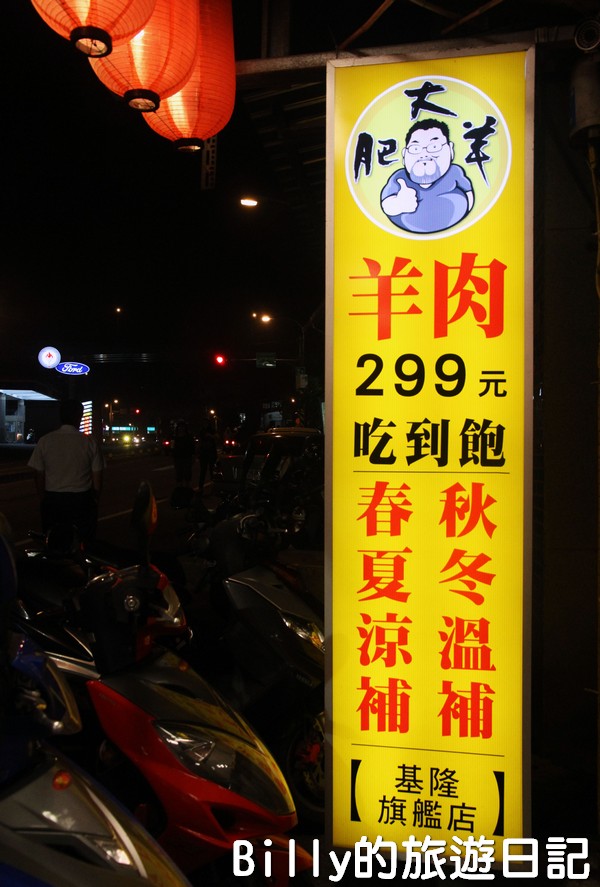 大
肥羊
羊肉
299元
吃到飽
春夏涼補
秋冬溫補
【基隆
旗艦店】
Ford
Billy的旅遊日記